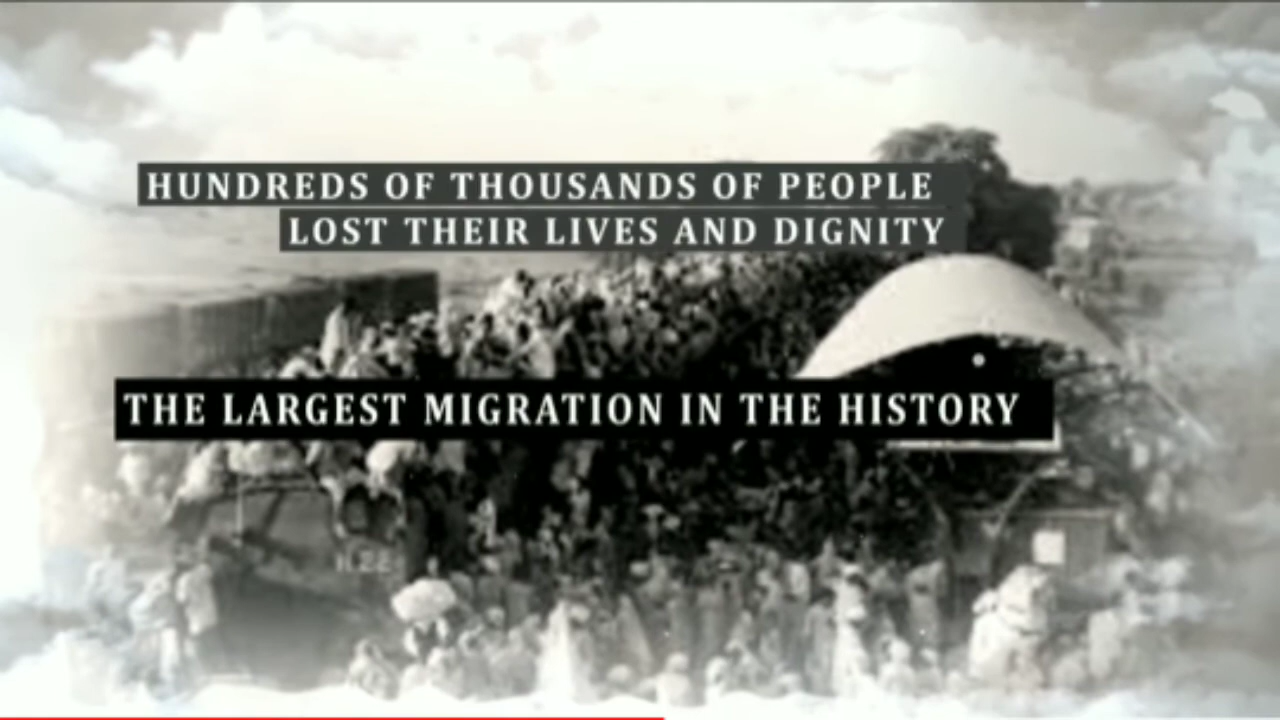 HUNDREDS OF THOUSANDS OF PEOPLE
LOST THEIR LIVES AND DIGNITY
THE LARGEST MIGRATION IN THE HISTORY